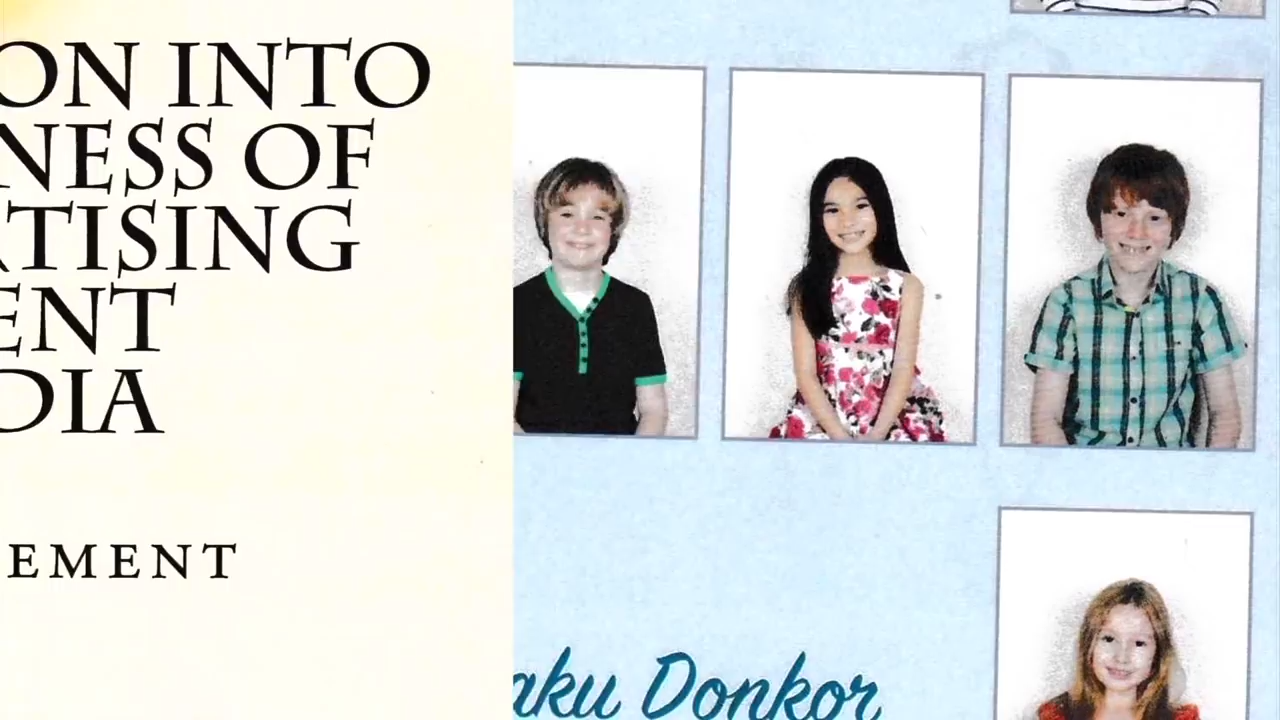 ON INTO
NESS OF
TISING
ENT
DIA
EMENT
aku Donkor